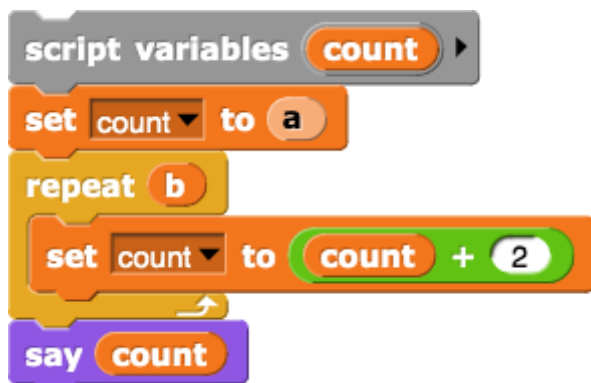 script variables count
set count to a
repeat b
set count to count + 2
say count